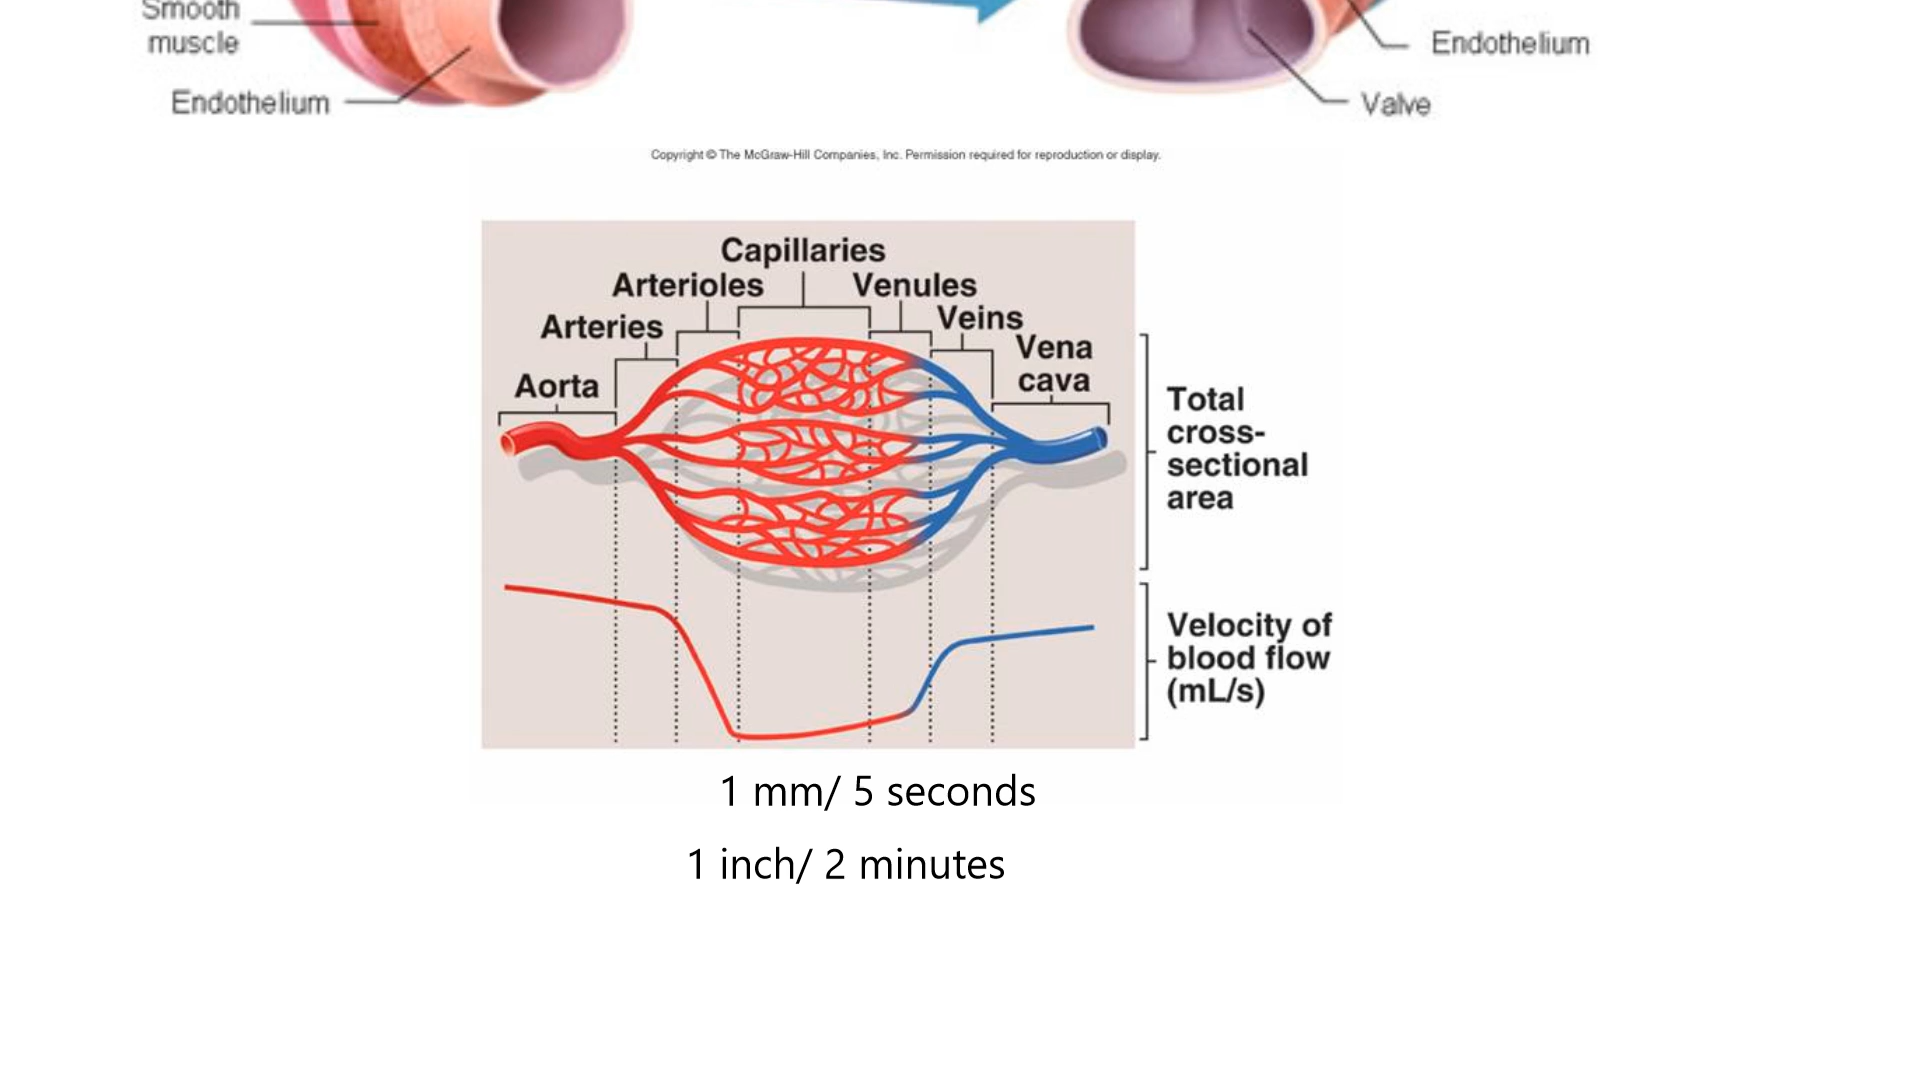 Smooth
muscle
Endothelium
Endothelium
Valve
Copyright © The McGraw-Hill Companies, Inc. Permission required for reproduction or display.
Capillaries
Arterioles
Venules
Arteries
Veins
Aorta
Vena
cava
Total
cross-
sectional
area
Velocity of
blood flow
(mL/s)
1 mm/ 5 seconds
1 inch/ 2 minutes